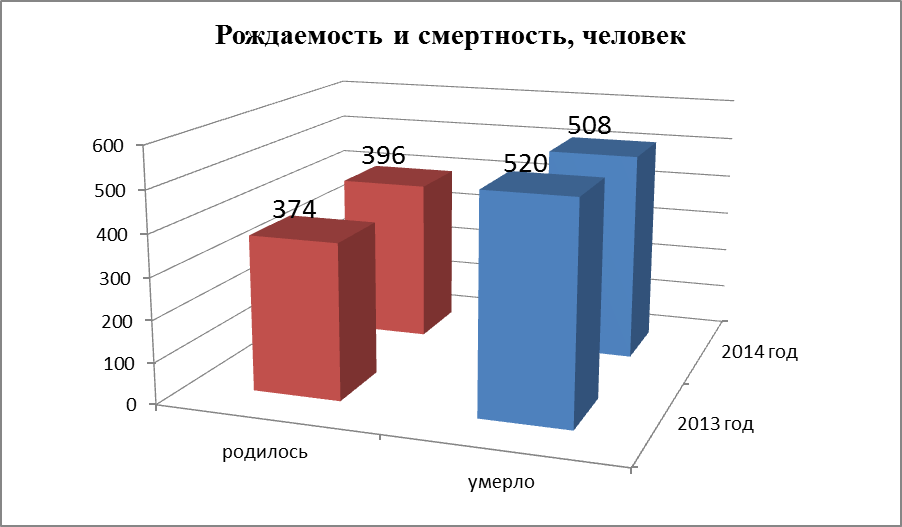 Рождаемость и смертность, человек
600
500
400
300
200
100
0
374
396
520
508
родилось
умерло
2013 год
2014 год